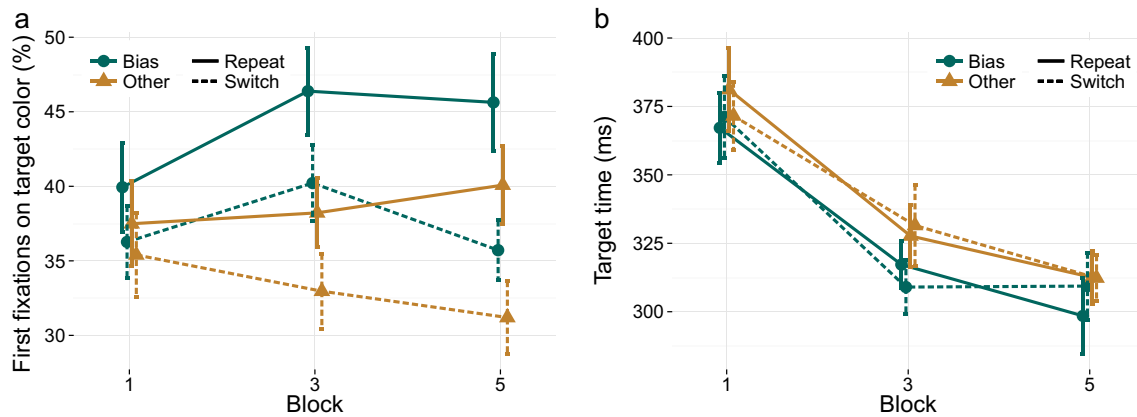 a
First fixations on target color (%)
50
45
40
35
30
Bias
Repeat
Other
Switch
1
3
5
Block
b
Target time (ms)
400
375
350
325
300
Bias
Repeat
Other
Switch
1
3
5
Block